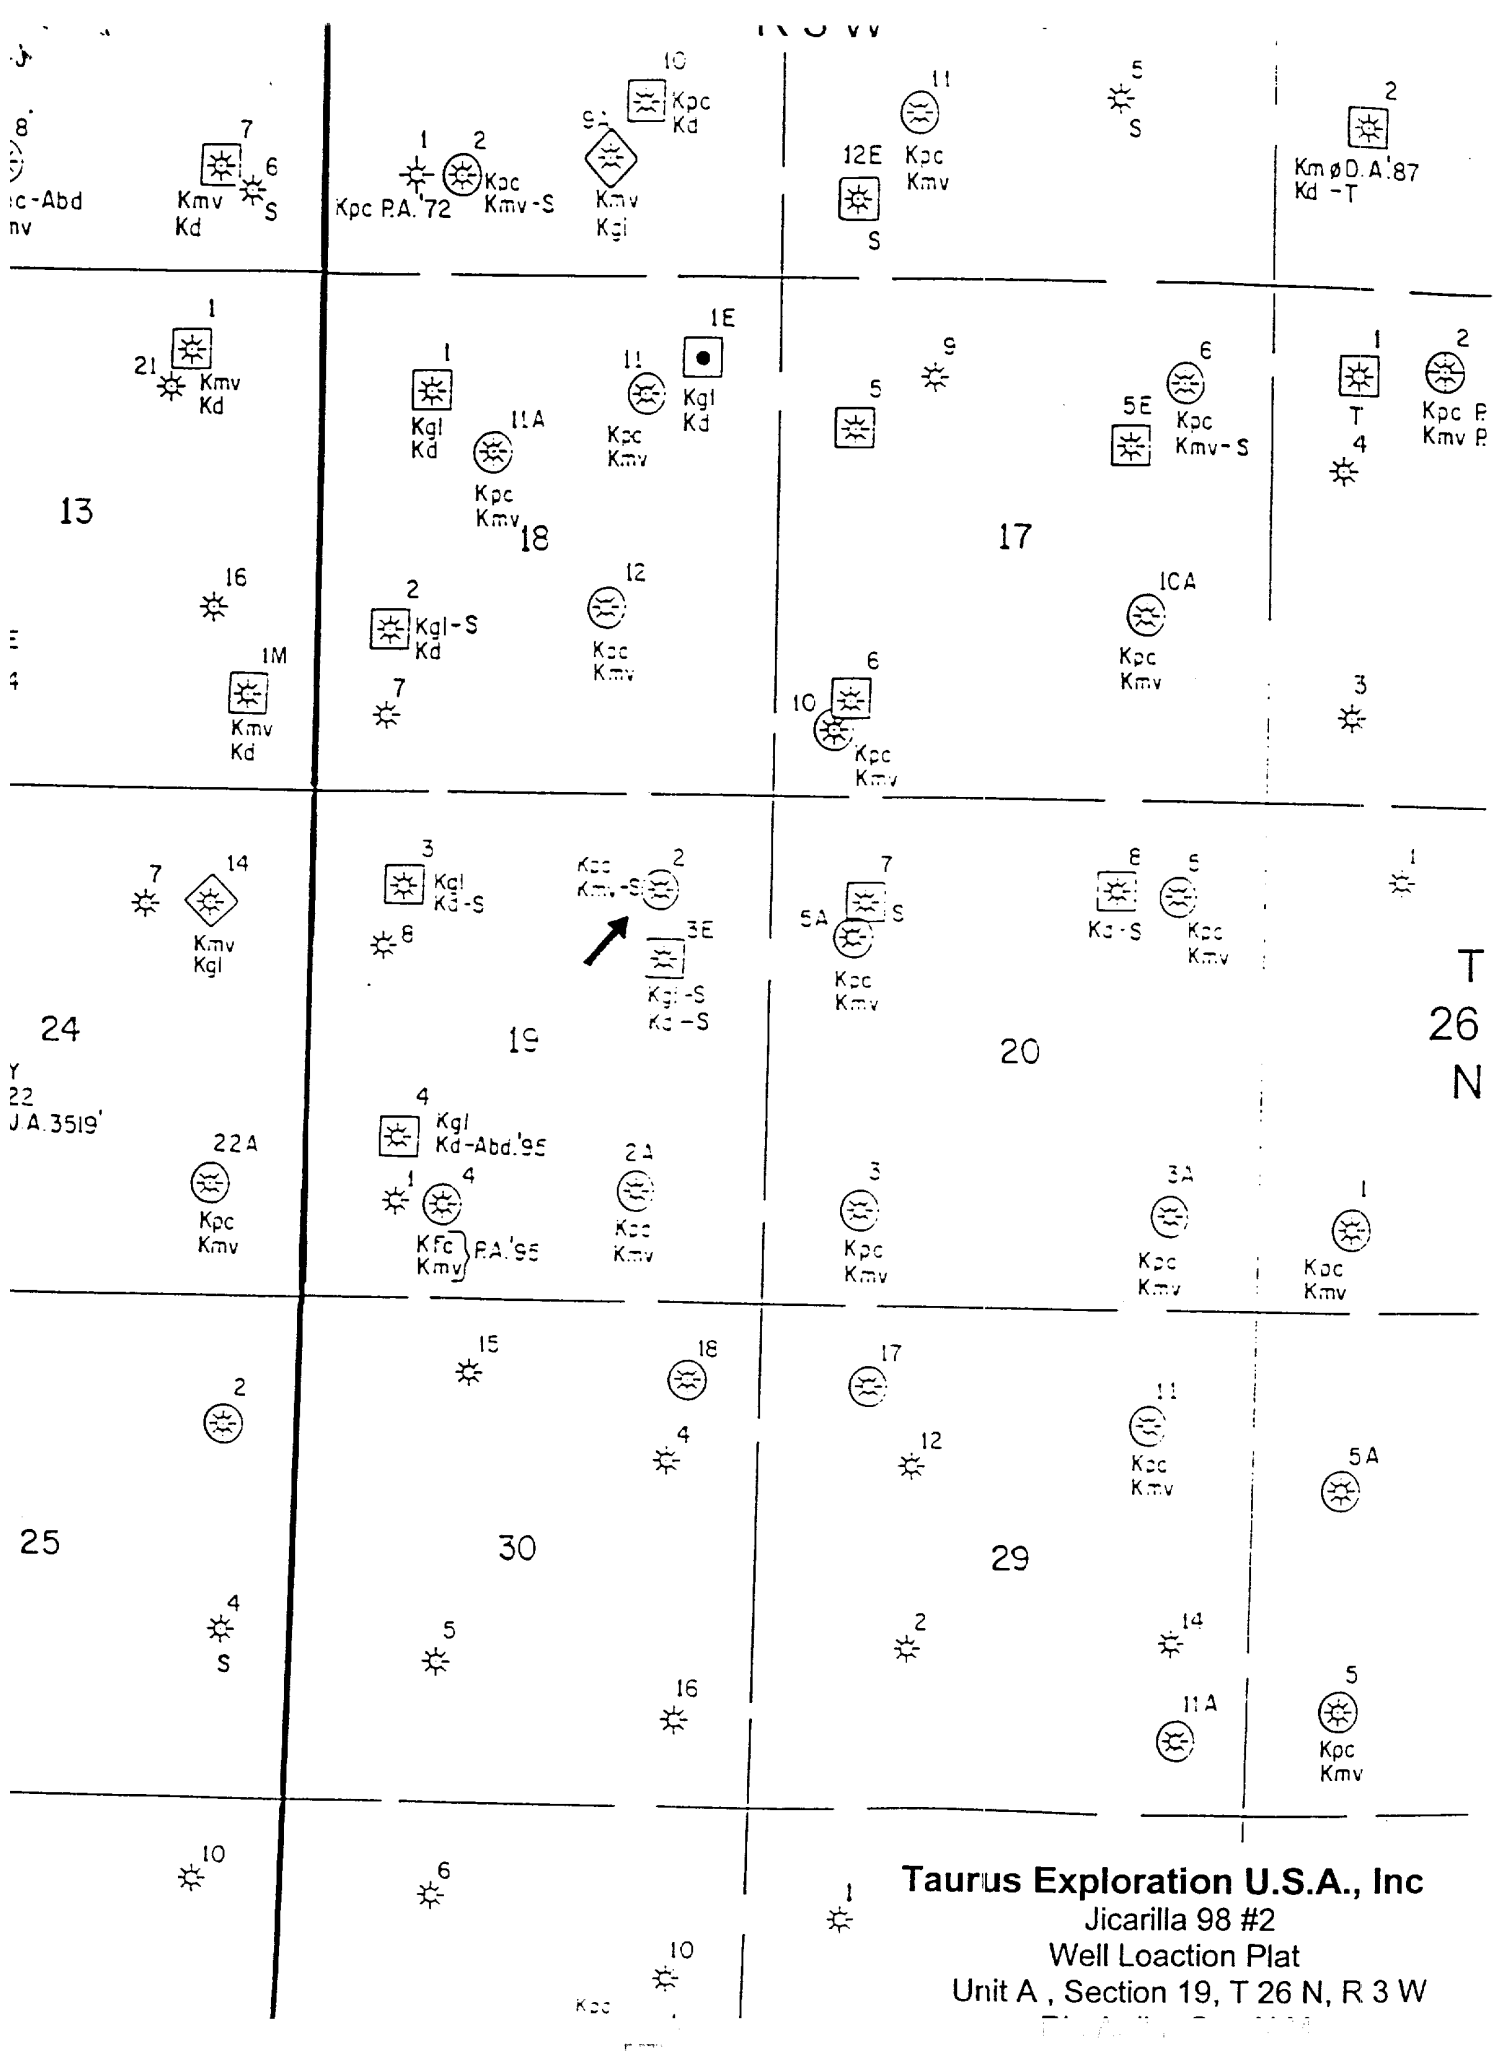 R 3 W
10
Kpc
Kd
9A
Kmv
Kgl
11
Kpc
Kmv
5
S
2
Kmø D.A.'87
Kd -T
8
c-Abd
mv
7
Kmv
Kd
6
S
1
Kpc P.A.'72
2
Kpc
Kmv-S
12E
S
1
21
Kmv
Kd
1
Kgl
Kd
11A
Kpc
Kmv
11
Kpc
Kmv
1E
Kgl
Kd
5
9
6
Kpc
Kmv-S
5E
1
T
4
2
Kpc P.
Kmv P.
13
18
17
16
E
4
1M
Kmv
Kd
2
Kgl-S
Kd
7
12
Kpc
Kmv
6
10
Kpc
Kmv
10A
Kpc
Kmv
3
7
14
Kmv
Kgl
3
Kgl
Kd-S
8
Kpc
Kmv-S
2
3E
Kgl-S
Kd-S
7
S
5A
Kpc
Kmv
8
Kd-S
5
Kpc
Kmv
1
T
26
N
24
19
20
Y
22
J.A. 3519'
22A
Kpc
Kmv
4
Kgl
Kd-Abd.'95
1
4
KFc
Kmv
P.A.'95
2A
Kpc
Kmv
3
Kpc
Kmv
3A
Kpc
Kmv
1
Kpc
Kmv
15
18
17
2
4
12
11
Kpc
Kmv
5A
25
30
29
4
S
5
16
2
14
11A
5
Kpc
Kmv
10
6
1
10
Kpc
Taurus Exploration U.S.A., Inc
Jicarilla 98 #2
Well Loaction Plat
Unit A , Section 19, T 26 N, R 3 W